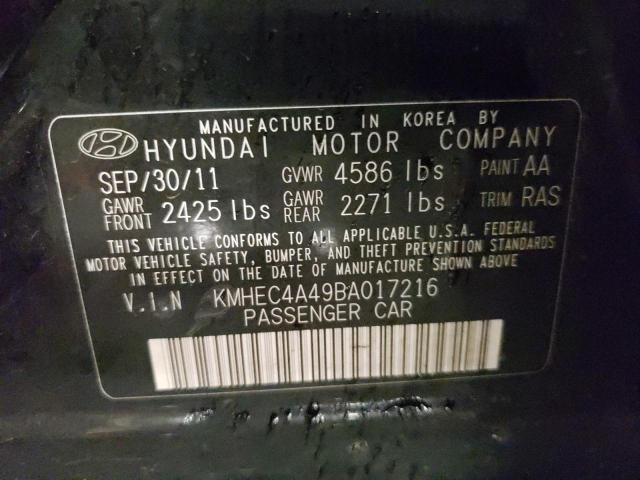 MANUFACTURED IN KOREA BY
HYUNDAI MOTOR COMPANY
SEP/30/11 GVWR 4586 lbs PAINT AA
GAWR FRONT 2425 lbs GAWR REAR 2271 lbs TRIM RAS
THIS VEHICLE CONFORMS TO ALL APPLICABLE U.S.A. FEDERAL
MOTOR VEHICLE SAFETY, BUMPER, AND THEFT PREVENTION STANDARDS
IN EFFECT ON THE DATE OF MANUFACTURE SHOWN ABOVE
V.I.N KMHEC4A49BA017216
PASSENGER CAR